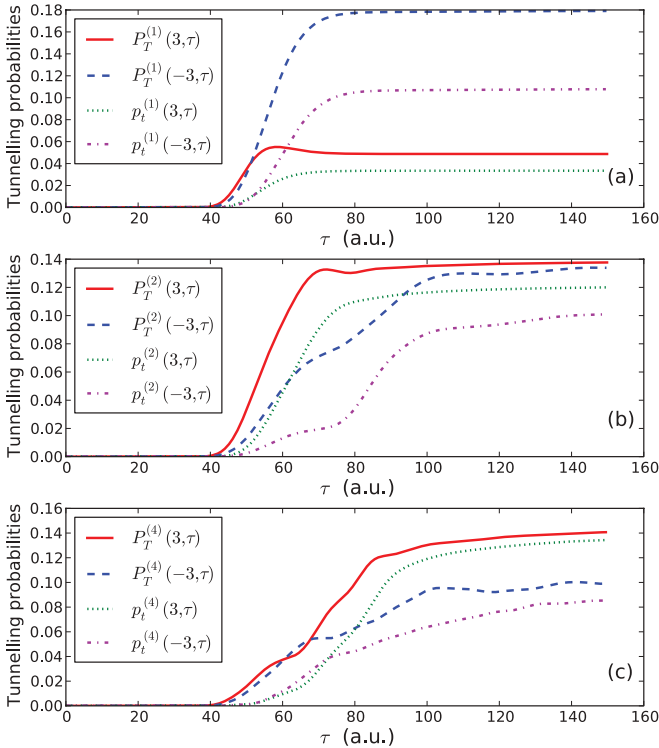 Tunnelling probabilities
0.18
0.16
0.14
0.12
0.10
0.08
0.06
0.04
0.02
0.00
P_T^(1)(3,τ)
P_T^(1)(−3,τ)
p_t^(1)(3,τ)
p_t^(1)(−3,τ)
(a)
0 20 40 60 80 100 120 140 160
τ (a.u.)
Tunnelling probabilities
0.14
0.12
0.10
0.08
0.06
0.04
0.02
0.00
P_T^(2)(3,τ)
P_T^(2)(−3,τ)
p_t^(2)(3,τ)
p_t^(2)(−3,τ)
(b)
0 20 40 60 80 100 120 140 160
τ (a.u.)
Tunnelling probabilities
0.16
0.14
0.12
0.10
0.08
0.06
0.04
0.02
0.00
P_T^(4)(3,τ)
P_T^(4)(−3,τ)
p_t^(4)(3,τ)
p_t^(4)(−3,τ)
(c)
0 20 40 60 80 100 120 140 160
τ (a.u.)